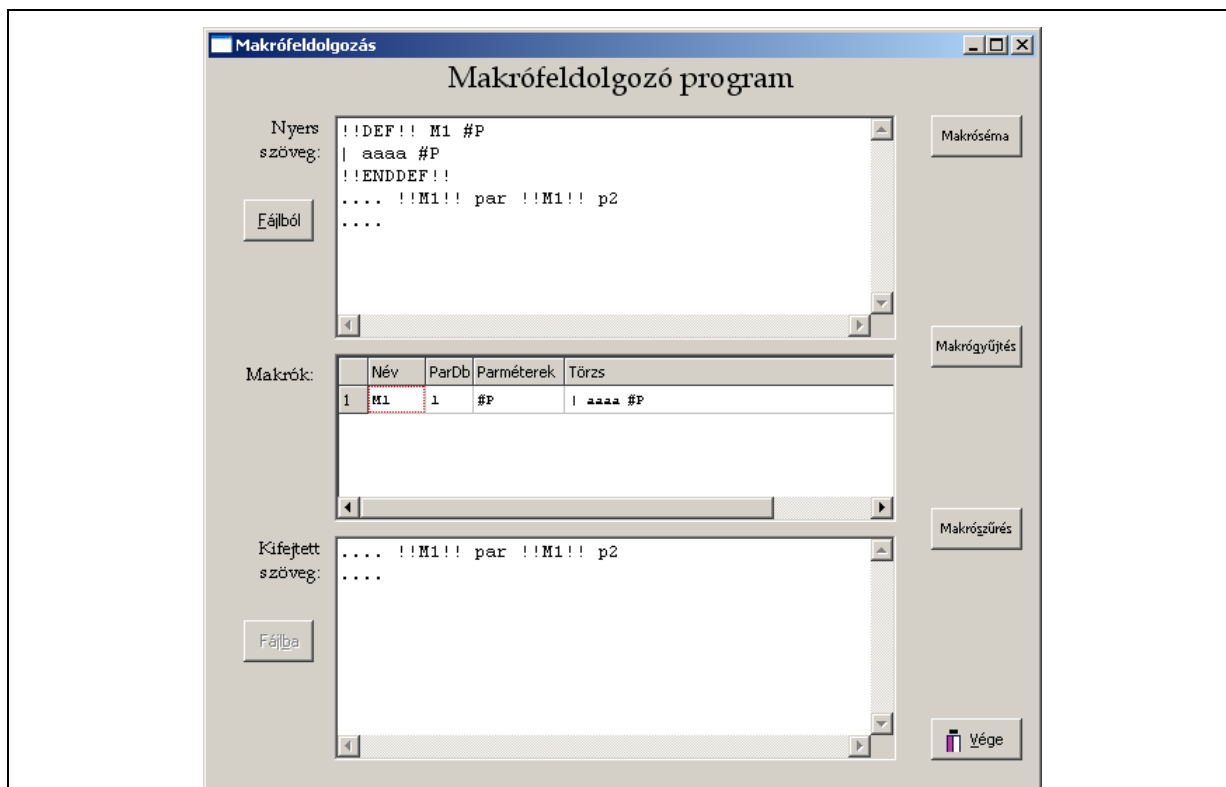 Makrófeldolgozás
Makrófeldolgozó program
Nyers
szöveg:
!!DEF!! M1 #P
| aaaa #P
!!ENDDEF!!
.... !!M1!! par !!M1!! p2
....
Makróséma
Fájlból
Makrógyűjtés
Makrók:
Név ParDb Parméterek Törzs
1 M1 1 #P | aaaa #P
Makrószűrés
Kifejtett
szöveg:
.... !!M1!! par !!M1!! p2
....
Fájlba
Vége